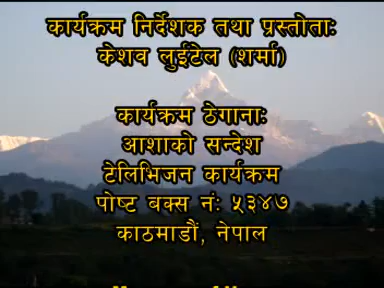 कार्यक्रम निर्देशक तथा प्रस्तोताः
केशव लुईटेल (शर्मा)
कार्यक्रम ठेगानाः
आशाको सन्देश
टेलिभिजन कार्यक्रम
पोष्ट बक्स नंः ५३४७
काठमाडौं, नेपाल